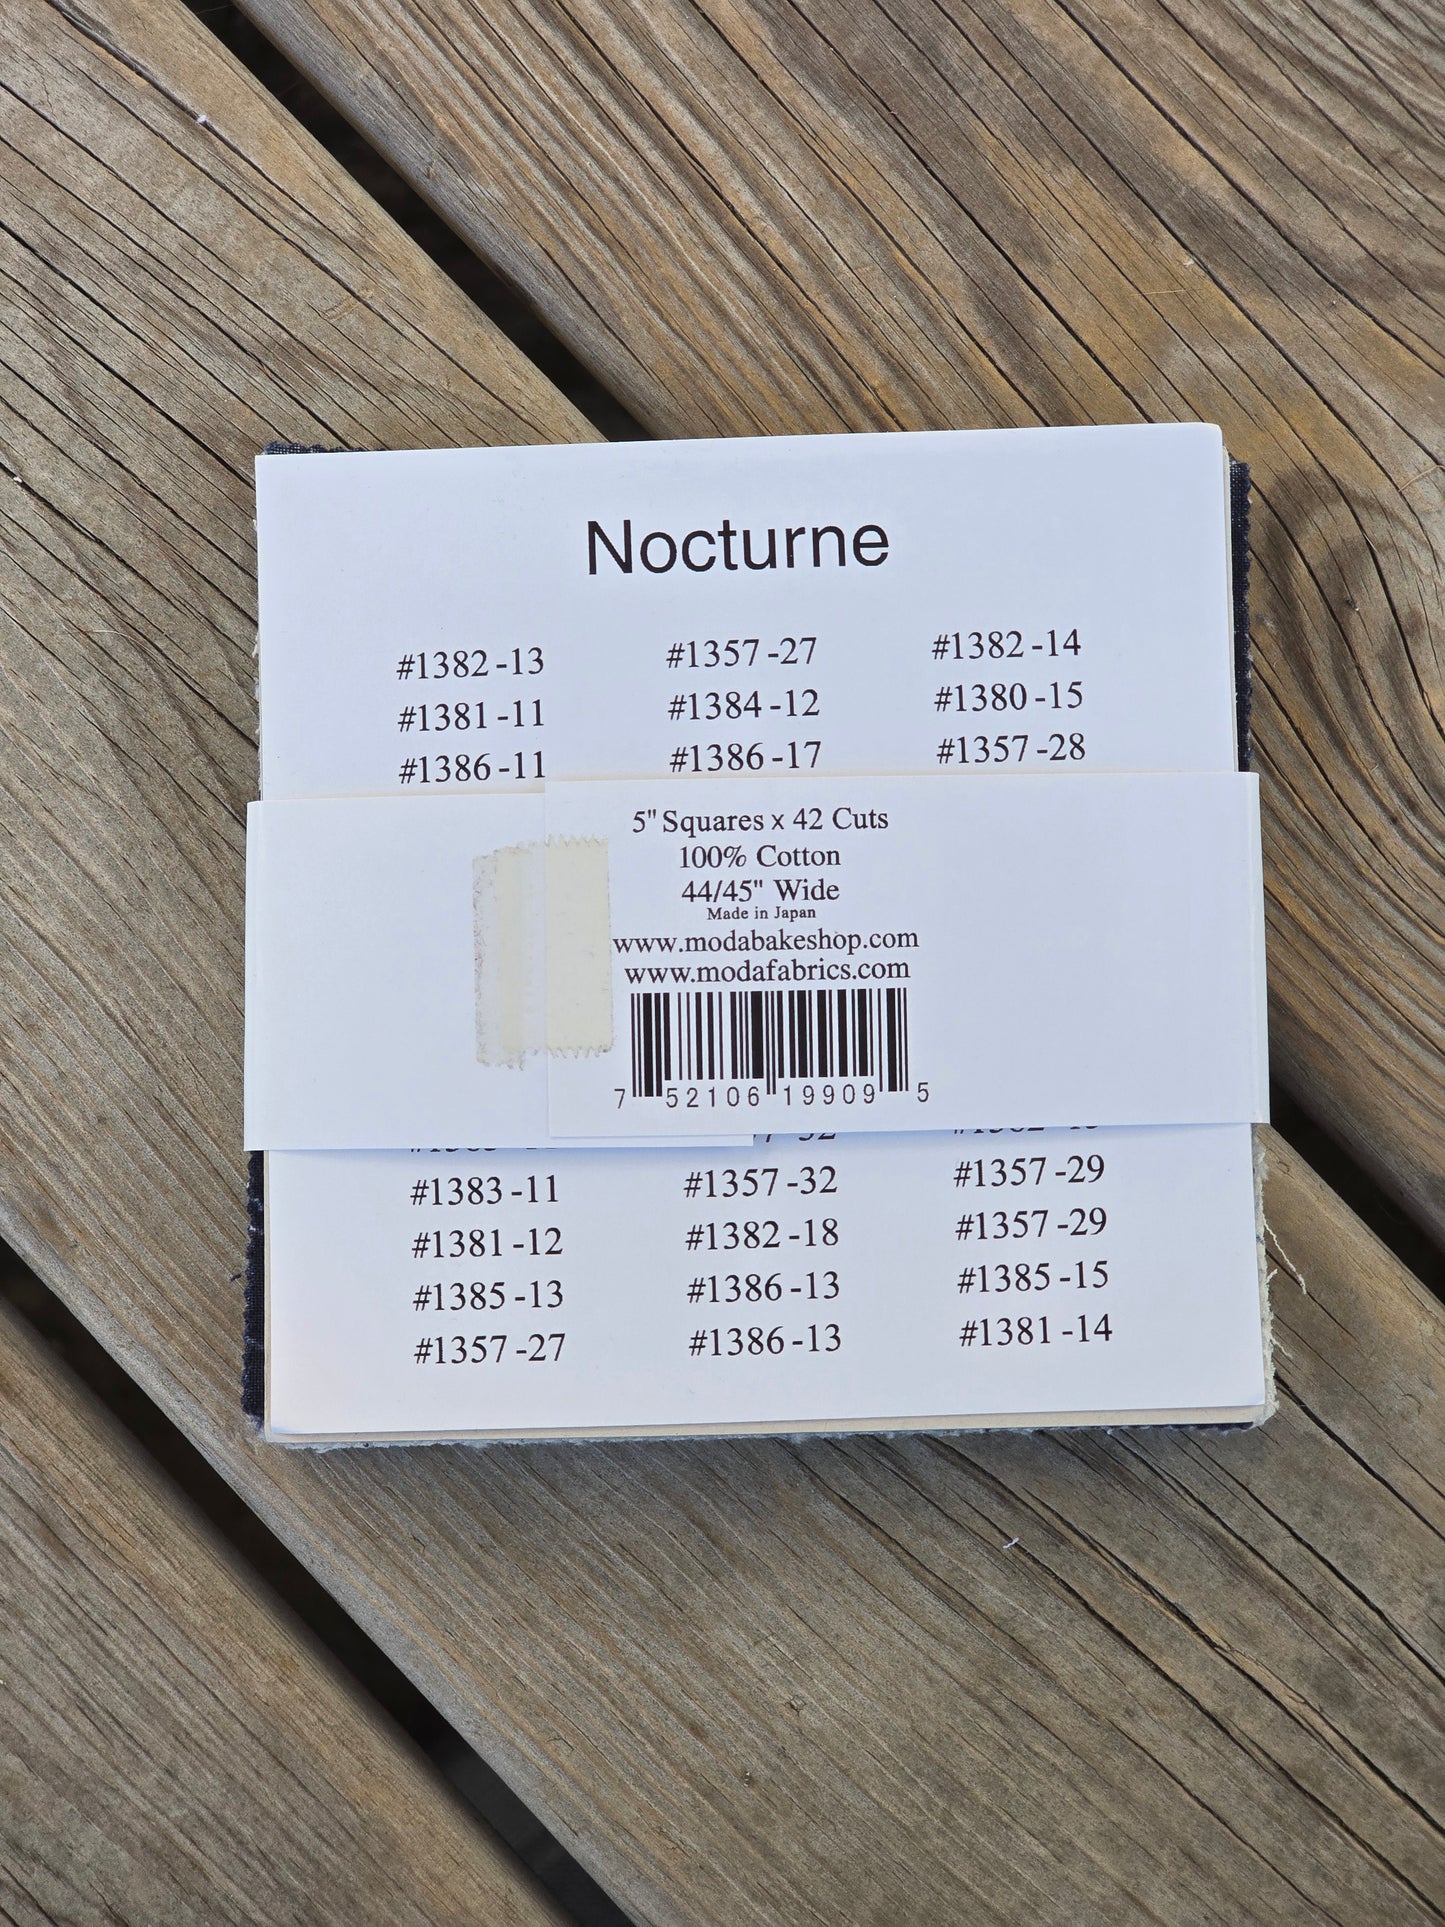 Nocturne
#1382-13 #1357-27 #1382-14
#1381-11 #1384-12 #1380-15
#1386-11 #1386-17 #1357-28
5" Squares x 42 Cuts
100% Cotton
44/45" Wide
Made in Japan
www.modabakeshop.com
www.modafabrics.com
7 52106 19909 5
#1383-11 #1357-32 #1357-29
#1381-12 #1382-18 #1357-29
#1385-13 #1386-13 #1385-15
#1357-27 #1386-13 #1381-14